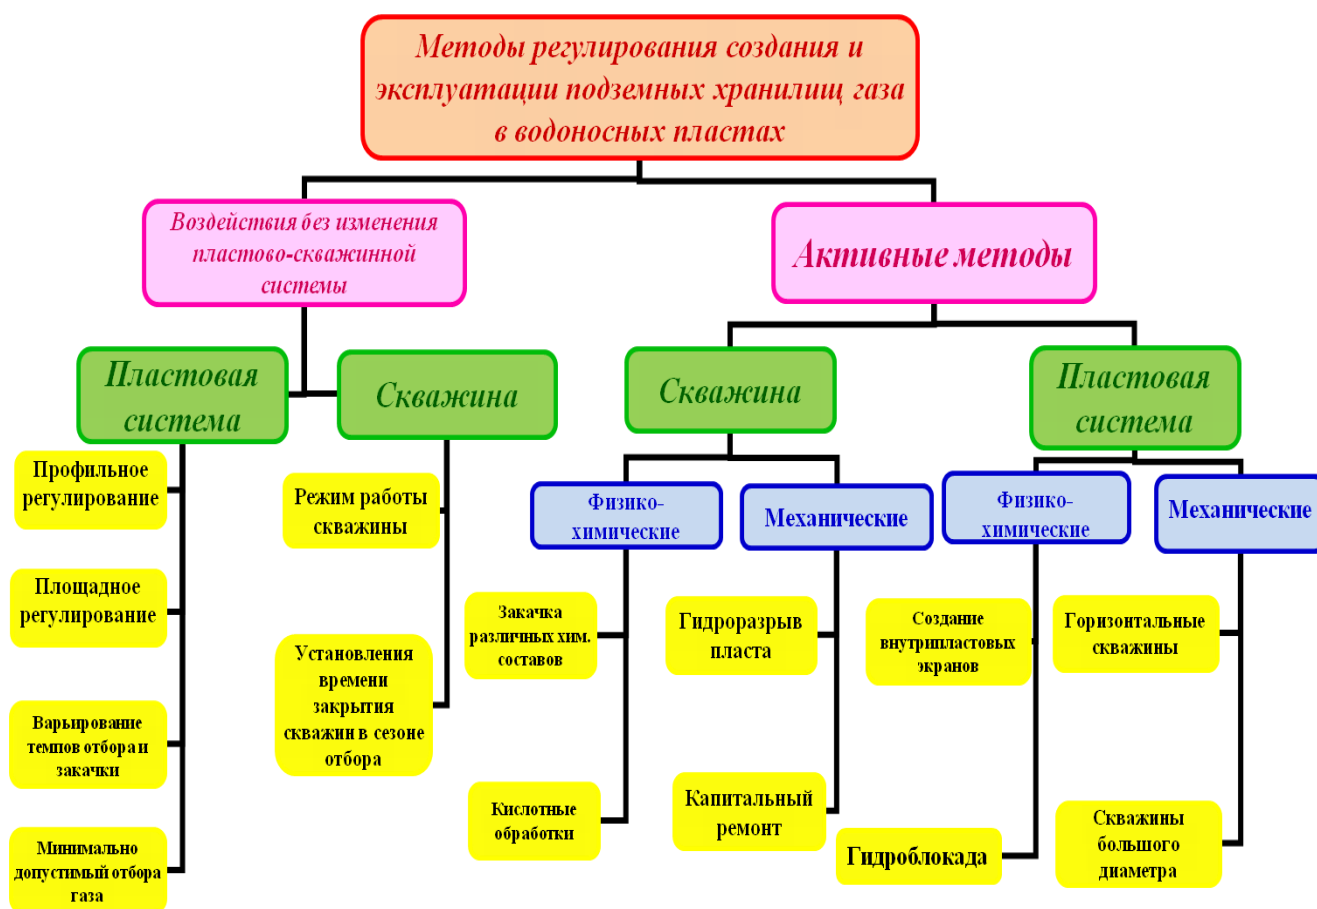 Методы регулирования создания и
эксплуатации подземных хранилищ газа
в водоносных пластах
Воздействия без изменения
пластово-скважинной
системы
Активные методы
Пластовая
система
Скважина
Скважина
Пластовая
система
Профильное
регулирование
Площадное
регулирование
Варьирование
темпов отбора и
закачки
Минимально
допустимый отбора
газа
Режим работы
скважины
Установления
времени
закрытия
скважин в сезоне
отбора
Физико-
химические
Механические
Физико-
химические
Механические
Закачка
различных хим.
составов
Кислотные
обработки
Гидроразрыв
пласта
Капитальный
ремонт
Создание
внутрипластовых
экранов
Гидроблокада
Горизонтальные
скважины
Скважины
большого
диаметра